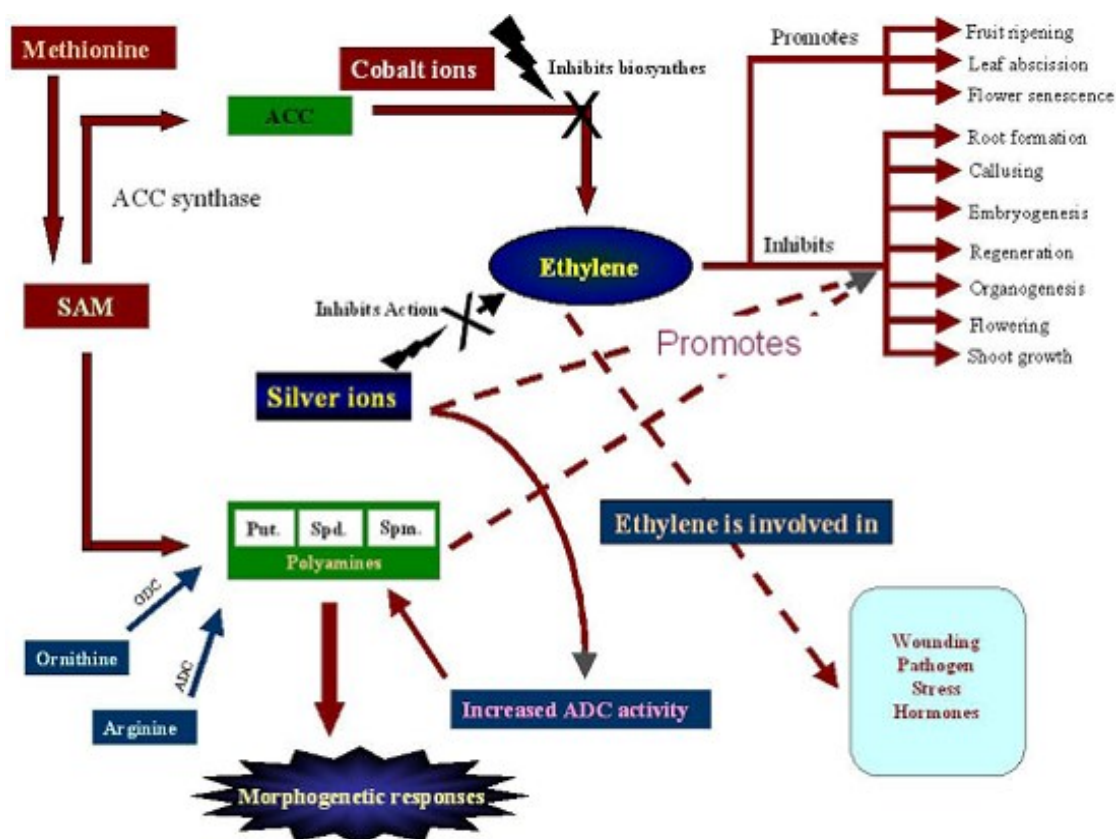 Methionine
Cobalt ions
Inhibits biosynthes
ACC
ACC synthase
SAM
Ethylene
Promotes
Fruit ripening
Leaf abscission
Flower senescence
Inhibits
Root formation
Callusing
Embryogenesis
Regeneration
Organogenesis
Flowering
Shoot growth
Inhibits Action
Promotes
Silver ions
Put.
Spd.
Spm.
Polyamines
Ethylene is involved in
ODC
Ornithine
ADC
Arginine
Increased ADC activity
Wounding
Pathogen
Stress
Hormones
Morphogenetic responses